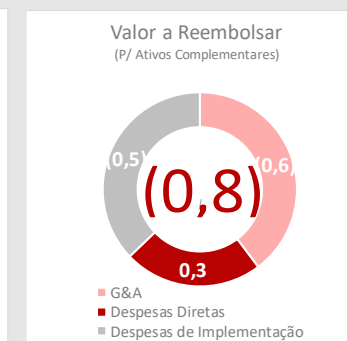 Valor a Reembolsar
(P/ Ativos Complementares)
(0,5)
(0,6)
(0,8)
0,3
G&A
Despesas Diretas
Despesas de Implementação